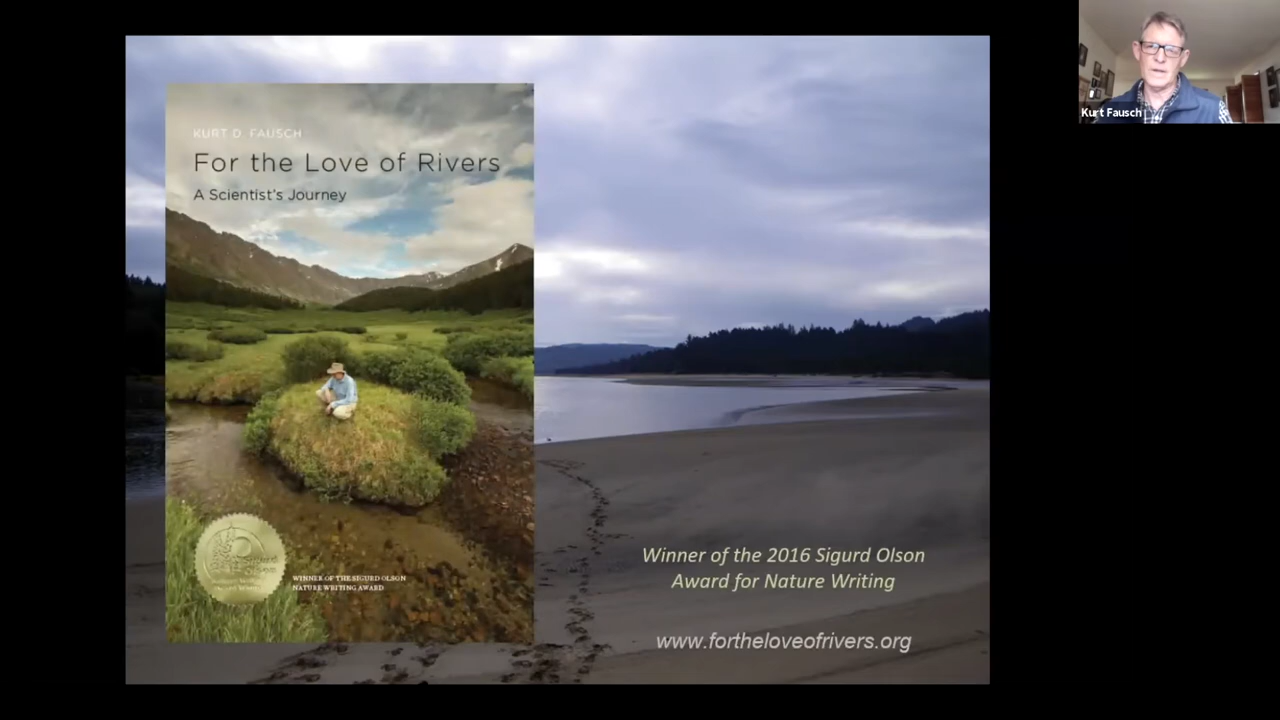 KURT D. FAUSCH
For the Love of Rivers
A Scientist's Journey
WINNER OF THE SIGURD OLSON
NATURE WRITING AWARD
Winner of the 2016 Sigurd Olson
Award for Nature Writing
www.fortheloveofrivers.org
Kurt Fausch